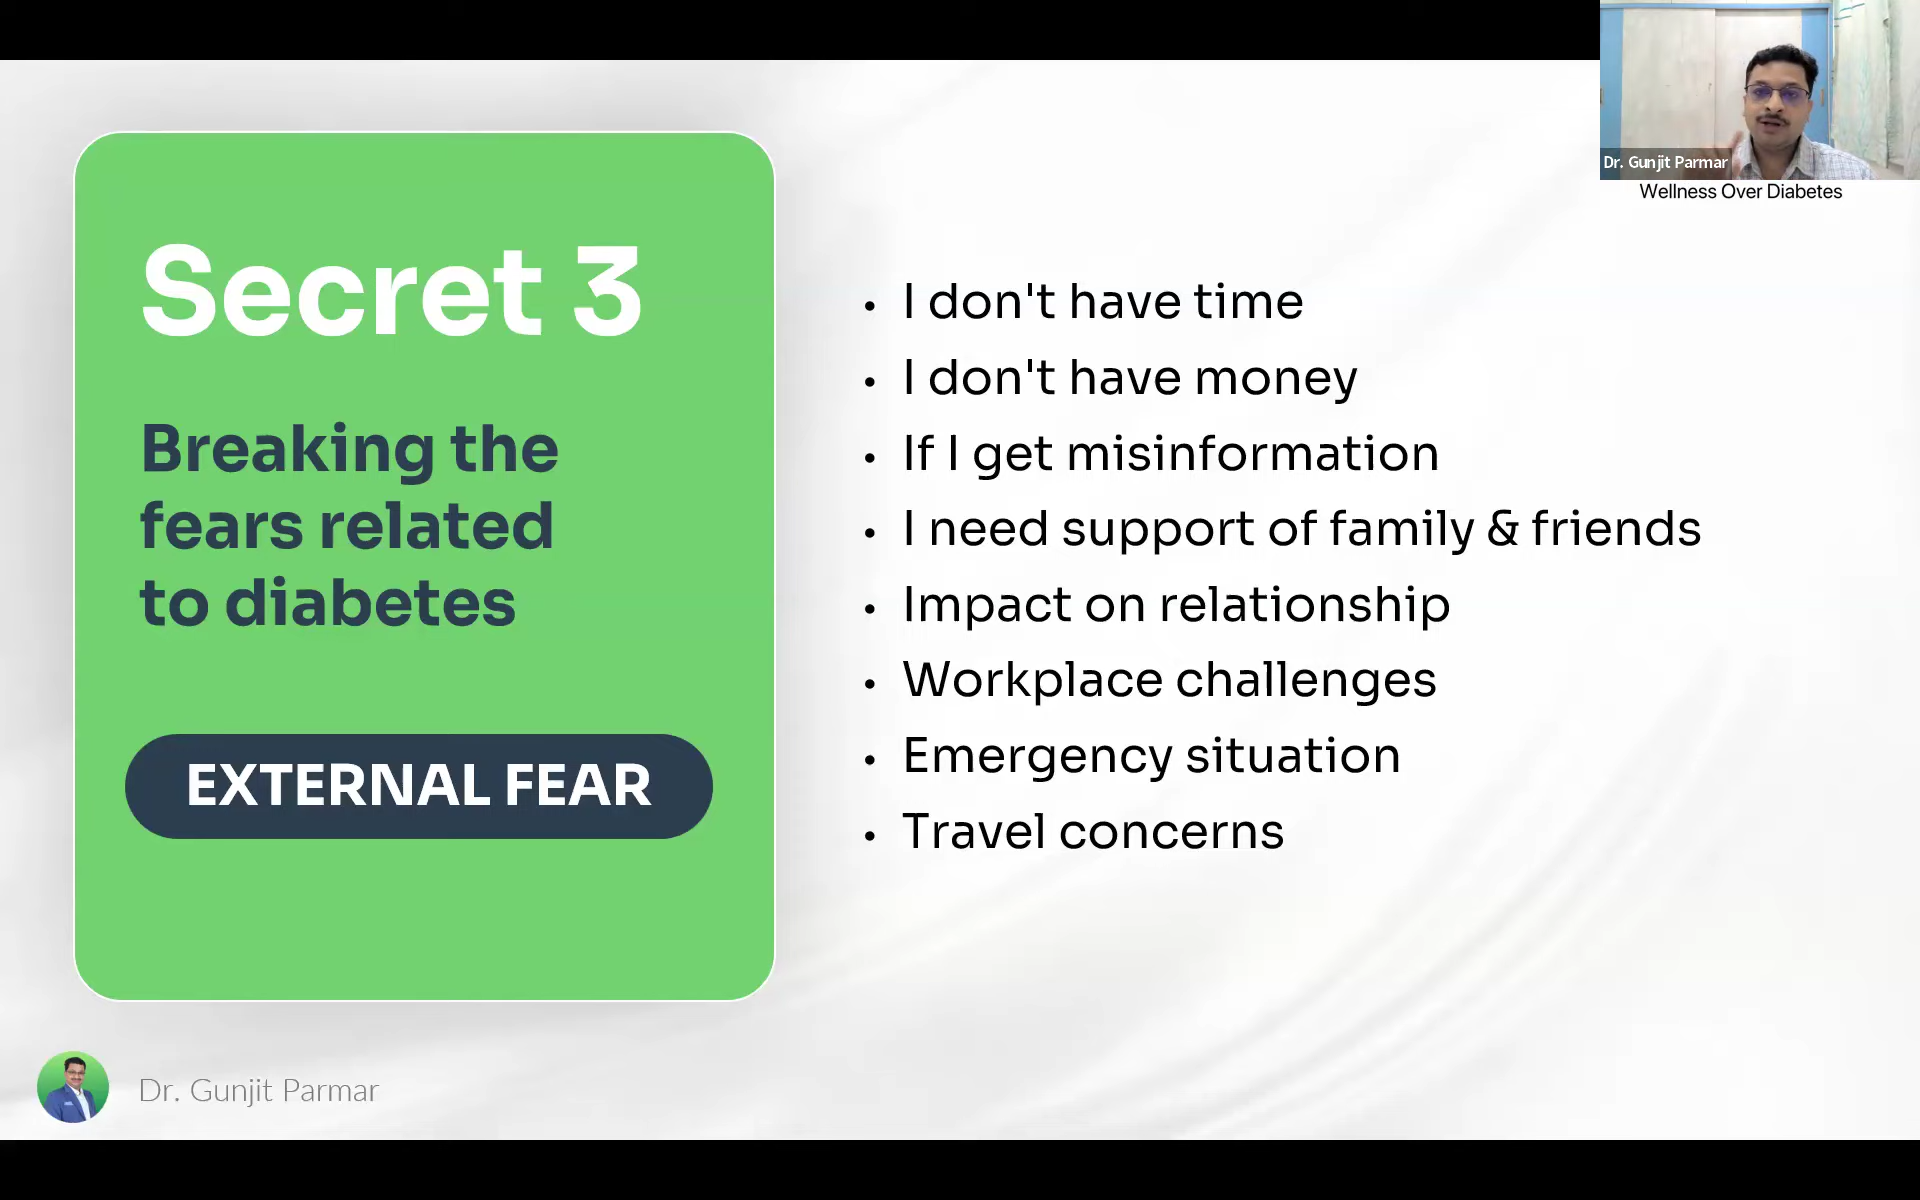 Dr. Gunjit Parmar
Wellness Over Diabetes
Secret 3
Breaking the
fears related
to diabetes
EXTERNAL FEAR
• I don't have time
• I don't have money
• If I get misinformation
• I need support of family & friends
• Impact on relationship
• Workplace challenges
• Emergency situation
• Travel concerns
Dr. Gunjit Parmar